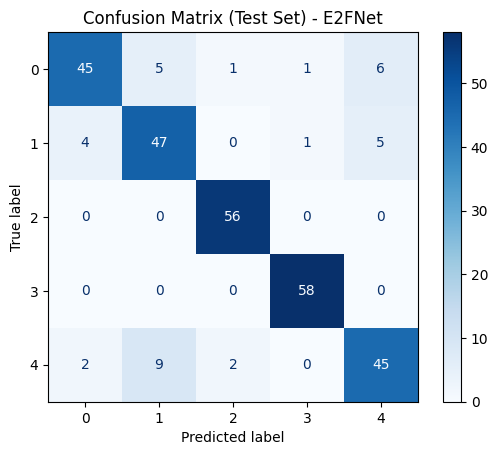 Confusion Matrix (Test Set) - E2FNet
True label
0 45 5 1 1 6
1 4 47 0 1 5
2 0 0 56 0 0
3 0 0 0 58 0
4 2 9 2 0 45
0 1 2 3 4
Predicted label
50
40
30
20
10
0